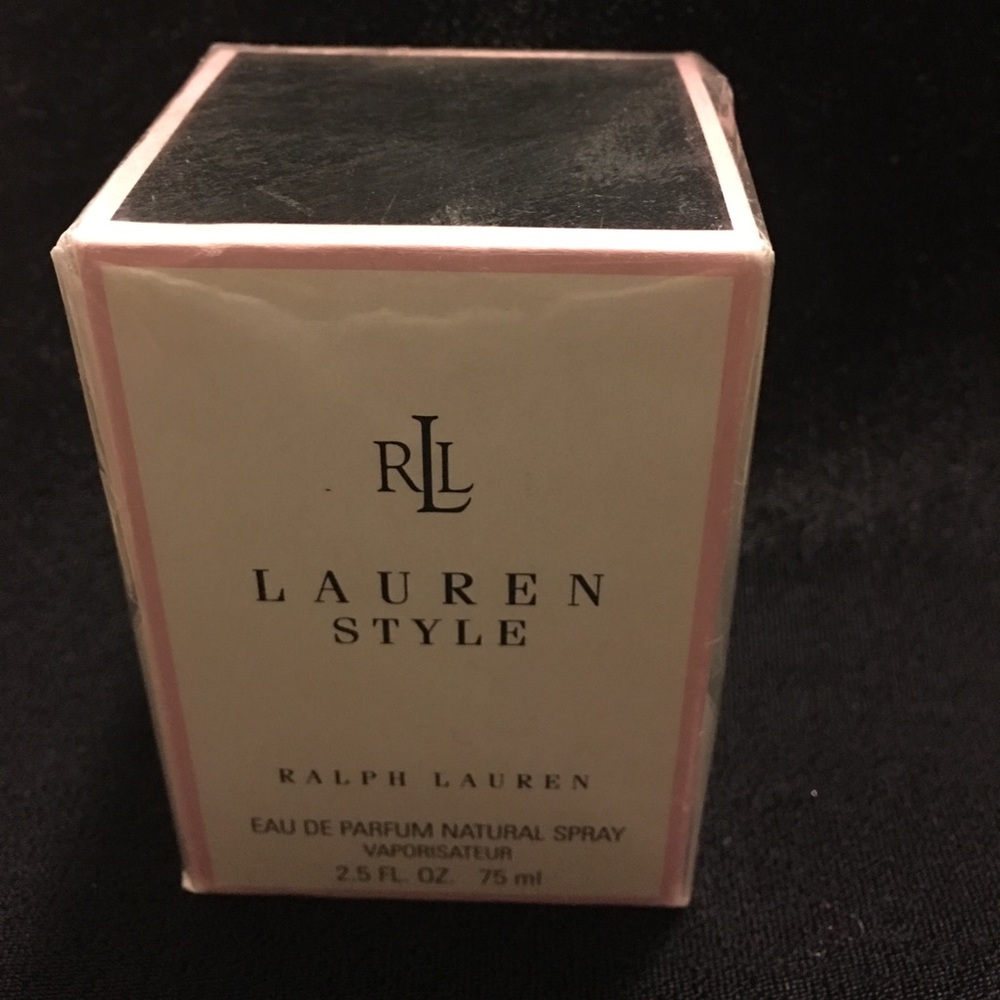 RLL
LAUREN
STYLE
RALPH LAUREN
EAU DE PARFUM NATURAL SPRAY
VAPORISATEUR
2.5 FL. OZ. 75 ml